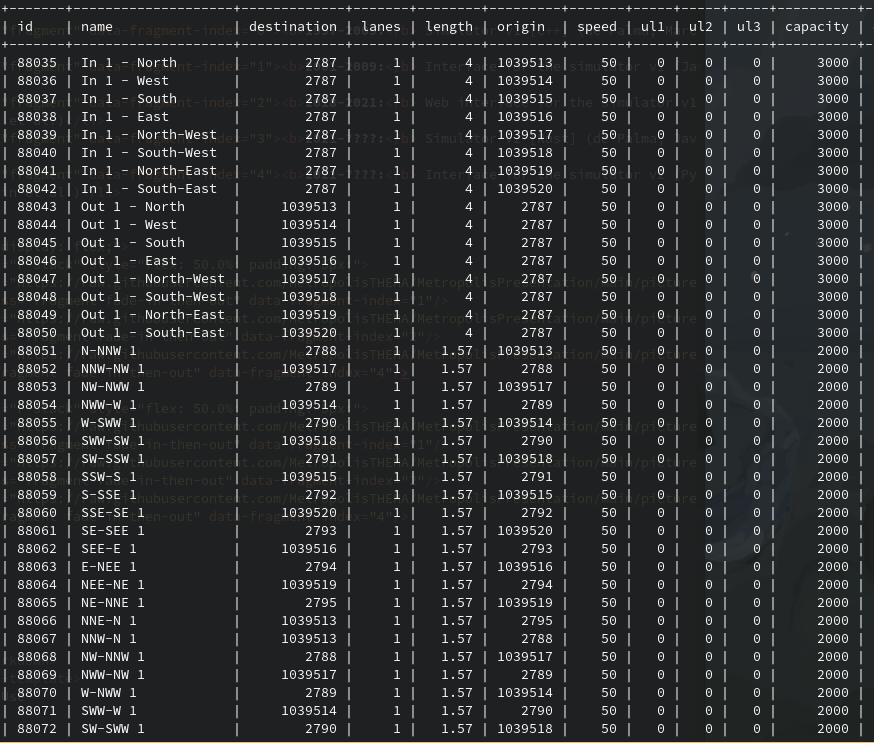 | id | name | destination | lanes | length | origin | speed | ul1 | ul2 | ul3 | capacity |
| 88035 | In 1 - North | 2787 | 1 | 4 | 1039513 | 50 | 0 | 0 | 0 | 3000 |
| 88036 | In 1 - West | 2787 | 1 | 4 | 1039514 | 50 | 0 | 0 | 0 | 3000 |
| 88037 | In 1 - South | 2787 | 1 | 4 | 1039515 | 50 | 0 | 0 | 0 | 3000 |
| 88038 | In 1 - East | 2787 | 1 | 4 | 1039516 | 50 | 0 | 0 | 0 | 3000 |
| 88039 | In 1 - North-West | 2787 | 1 | 4 | 1039517 | 50 | 0 | 0 | 0 | 3000 |
| 88040 | In 1 - South-West | 2787 | 1 | 4 | 1039518 | 50 | 0 | 0 | 0 | 3000 |
| 88041 | In 1 - North-East | 2787 | 1 | 4 | 1039519 | 50 | 0 | 0 | 0 | 3000 |
| 88042 | In 1 - South-East | 2787 | 1 | 4 | 1039520 | 50 | 0 | 0 | 0 | 3000 |
| 88043 | Out 1 - North | 1039513 | 1 | 4 | 2787 | 50 | 0 | 0 | 0 | 3000 |
| 88044 | Out 1 - West | 1039514 | 1 | 4 | 2787 | 50 | 0 | 0 | 0 | 3000 |
| 88045 | Out 1 - South | 1039515 | 1 | 4 | 2787 | 50 | 0 | 0 | 0 | 3000 |
| 88046 | Out 1 - East | 1039516 | 1 | 4 | 2787 | 50 | 0 | 0 | 0 | 3000 |
| 88047 | Out 1 - North-West | 1039517 | 1 | 4 | 2787 | 50 | 0 | 0 | 0 | 3000 |
| 88048 | Out 1 - South-West | 1039518 | 1 | 4 | 2787 | 50 | 0 | 0 | 0 | 3000 |
| 88049 | Out 1 - North-East | 1039519 | 1 | 4 | 2787 | 50 | 0 | 0 | 0 | 3000 |
| 88050 | Out 1 - South-East | 1039520 | 1 | 4 | 2787 | 50 | 0 | 0 | 0 | 3000 |
| 88051 | N-NNW 1 | 2788 | 1 | 1.57 | 1039513 | 50 | 0 | 0 | 0 | 2000 |
| 88052 | NNW-NW 1 | 1039517 | 1 | 1.57 | 2788 | 50 | 0 | 0 | 0 | 2000 |
| 88053 | NW-NWW 1 | 2789 | 1 | 1.57 | 1039517 | 50 | 0 | 0 | 0 | 2000 |
| 88054 | NWW-W 1 | 1039514 | 1 | 1.57 | 2789 | 50 | 0 | 0 | 0 | 2000 |
| 88055 | W-SWW 1 | 2790 | 1 | 1.57 | 1039514 | 50 | 0 | 0 | 0 | 2000 |
| 88056 | SWW-SW 1 | 1039518 | 1 | 1.57 | 2790 | 50 | 0 | 0 | 0 | 2000 |
| 88057 | SW-SSW 1 | 2791 | 1 | 1.57 | 1039518 | 50 | 0 | 0 | 0 | 2000 |
| 88058 | SSW-S 1 | 1039515 | 1 | 1.57 | 2791 | 50 | 0 | 0 | 0 | 2000 |
| 88059 | S-SSE 1 | 2792 | 1 | 1.57 | 1039515 | 50 | 0 | 0 | 0 | 2000 |
| 88060 | SSE-SE 1 | 1039520 | 1 | 1.57 | 2792 | 50 | 0 | 0 | 0 | 2000 |
| 88061 | SE-SEE 1 | 2793 | 1 | 1.57 | 1039520 | 50 | 0 | 0 | 0 | 2000 |
| 88062 | SEE-E 1 | 1039516 | 1 | 1.57 | 2793 | 50 | 0 | 0 | 0 | 2000 |
| 88063 | E-NEE 1 | 2794 | 1 | 1.57 | 1039516 | 50 | 0 | 0 | 0 | 2000 |
| 88064 | NEE-NE 1 | 1039519 | 1 | 1.57 | 2794 | 50 | 0 | 0 | 0 | 2000 |
| 88065 | NE-NNE 1 | 2795 | 1 | 1.57 | 1039519 | 50 | 0 | 0 | 0 | 2000 |
| 88066 | NNE-N 1 | 1039513 | 1 | 1.57 | 2795 | 50 | 0 | 0 | 0 | 2000 |
| 88067 | NNW-N 1 | 1039513 | 1 | 1.57 | 2788 | 50 | 0 | 0 | 0 | 2000 |
| 88068 | NW-NNW 1 | 2788 | 1 | 1.57 | 1039517 | 50 | 0 | 0 | 0 | 2000 |
| 88069 | NWW-NW 1 | 1039517 | 1 | 1.57 | 2789 | 50 | 0 | 0 | 0 | 2000 |
| 88070 | W-NWW 1 | 2789 | 1 | 1.57 | 1039514 | 50 | 0 | 0 | 0 | 2000 |
| 88071 | SWW-W 1 | 1039514 | 1 | 1.57 | 2790 | 50 | 0 | 0 | 0 | 2000 |
| 88072 | SW-SWW 1 | 2790 | 1 | 1.57 | 1039518 | 50 | 0 | 0 | 0 | 2000 |